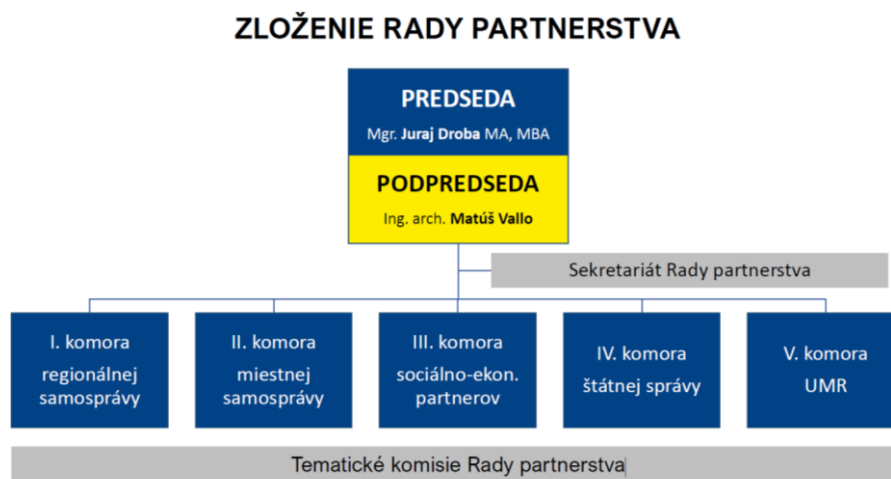 ZLOŽENIE RADY PARTNERSTVA
PREDSEDA
Mgr. Juraj Droba MA, MBA
PODPREDSEDA
Ing. arch. Matúš Vallo
Sekretariát Rady partnerstva
I. komora
regionálnej
samosprávy
II. komora
miestnej
samosprávy
III. komora
sociálno-ekon.
partnerov
IV. komora
štátnej správy
V. komora
UMR
Tematické komisie Rady partnerstva